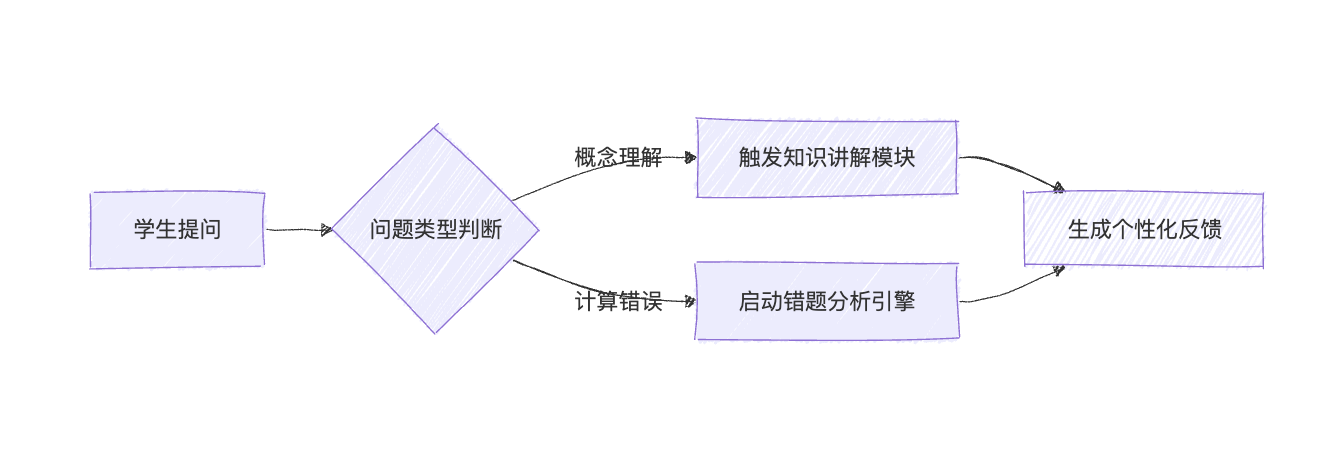 学生提问
问题类型判断
概念理解
触发知识讲解模块
计算错误
启动错题分析引擎
生成个性化反馈